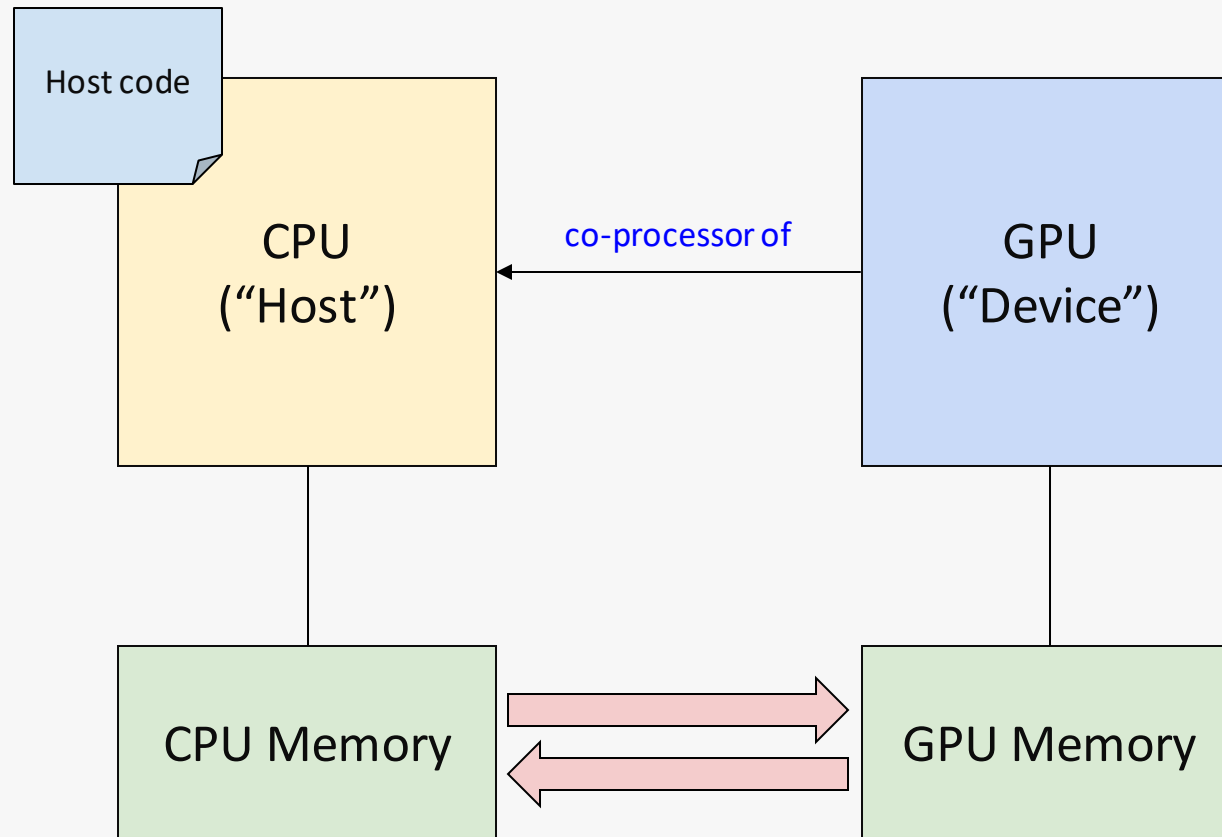 Host code
CPU
(“Host”)
co-processor of
GPU
(“Device”)
CPU Memory
GPU Memory